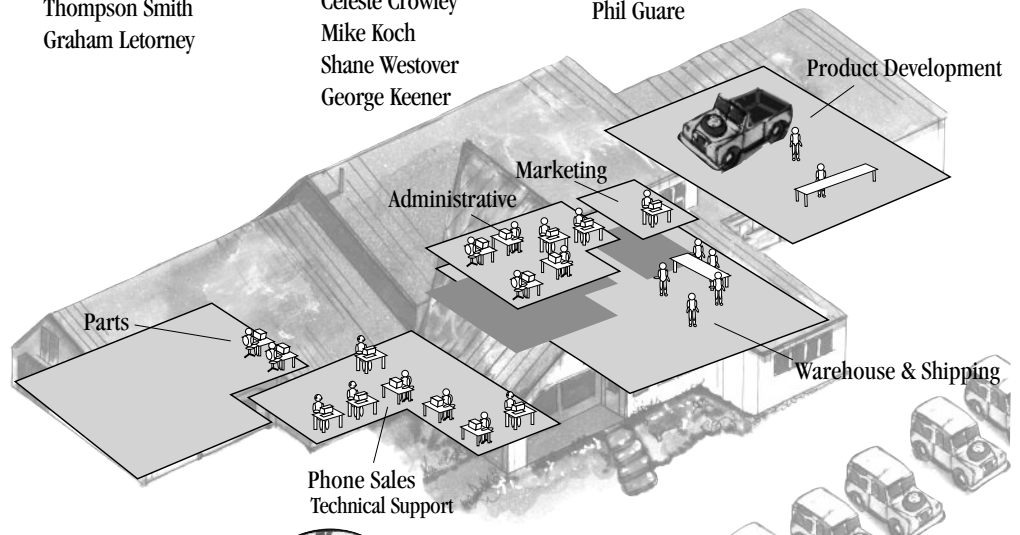 Thompson Smith
Graham Letorney
Celeste Crowley
Mike Koch
Shane Westover
George Keener
Phil Guare
Product Development
Marketing
Administrative
Parts
Warehouse & Shipping
Phone Sales
Technical Support